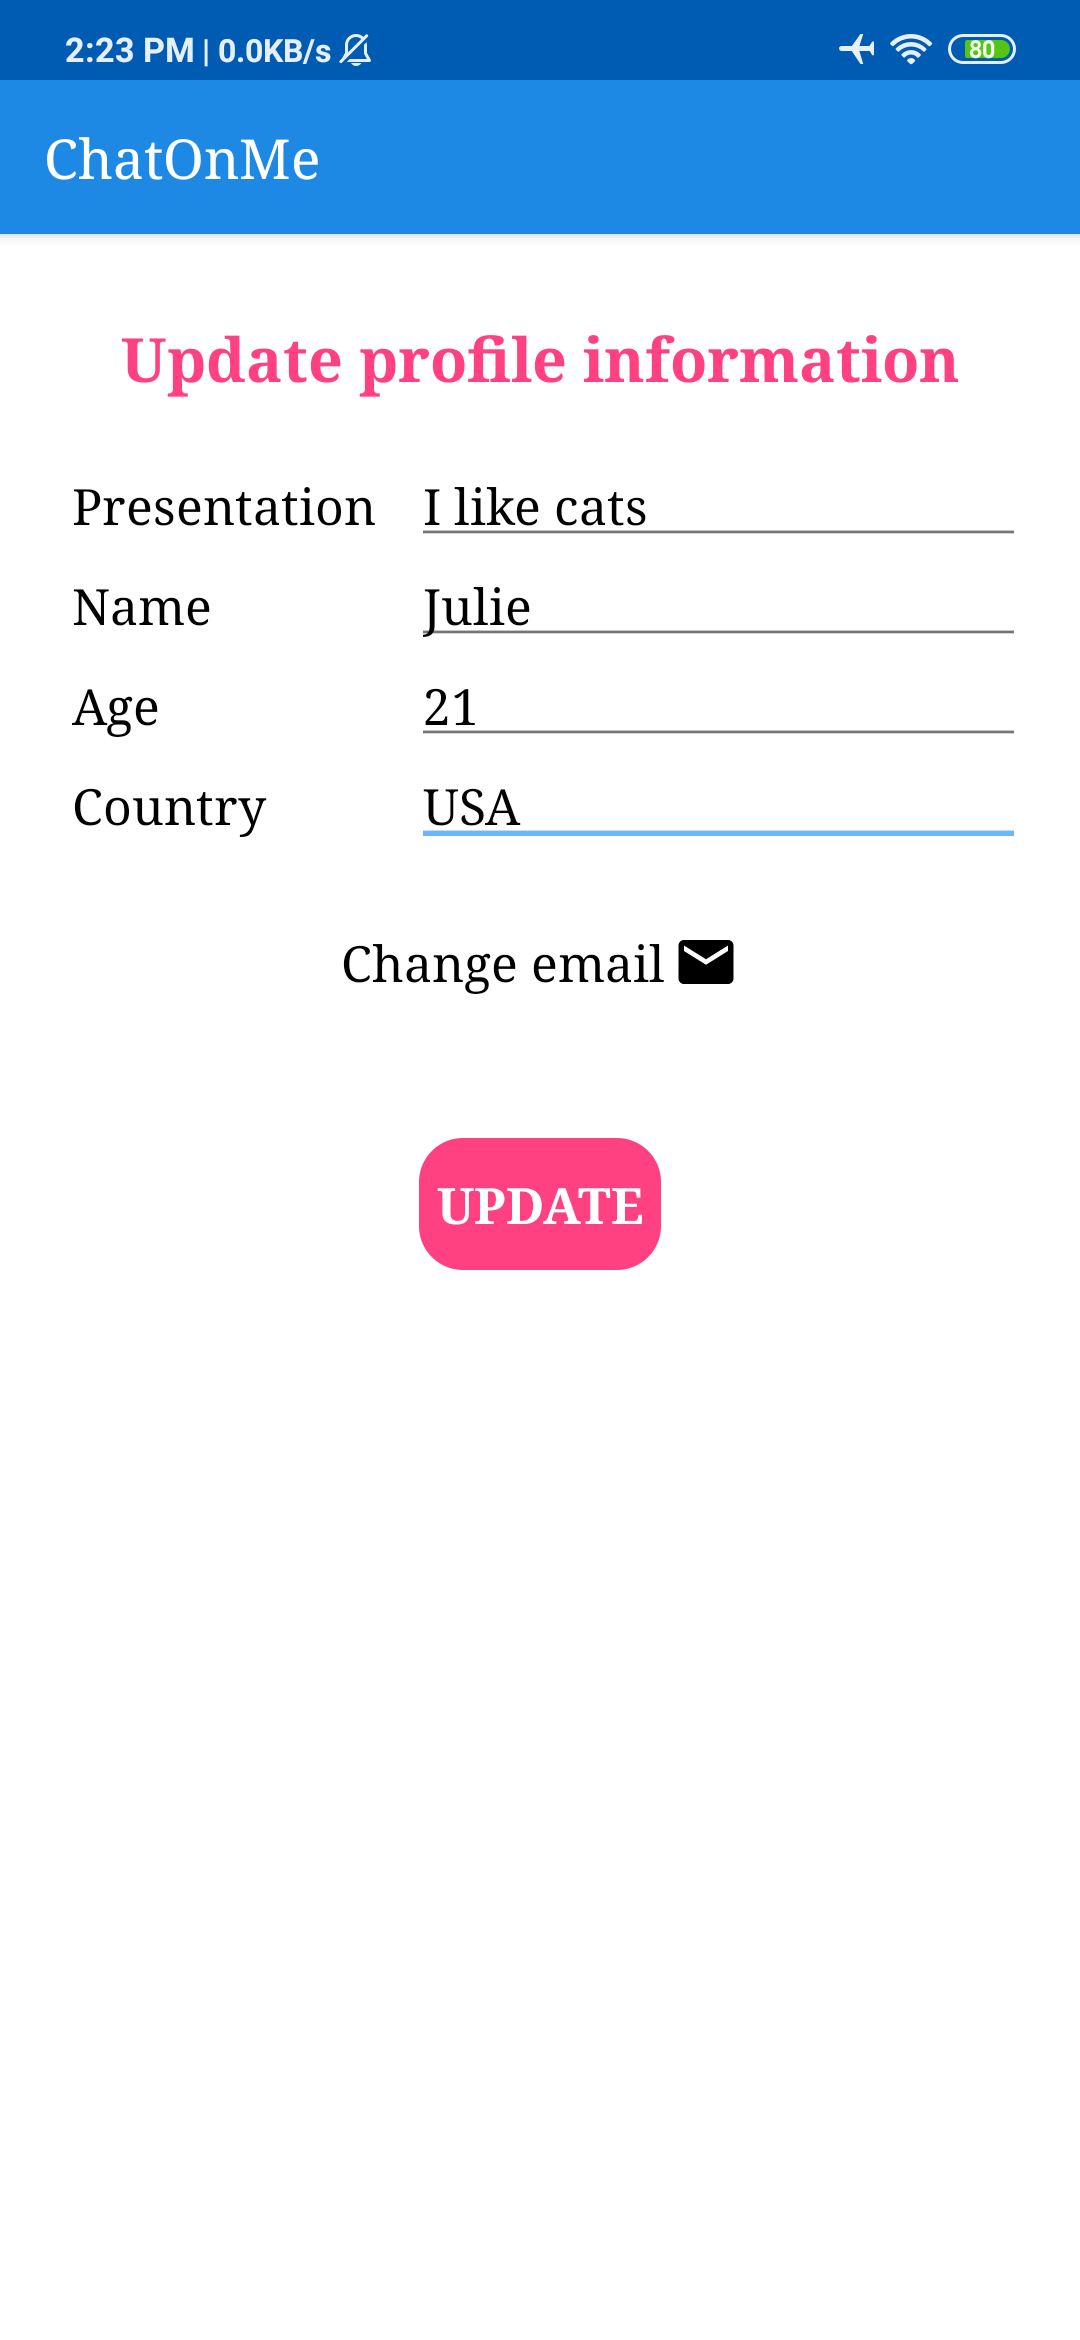 2:23 PM | 0.0KB/s 80
ChatOnMe
Update profile information
Presentation I like cats
Name Julie
Age 21
Country USA
Change email
UPDATE